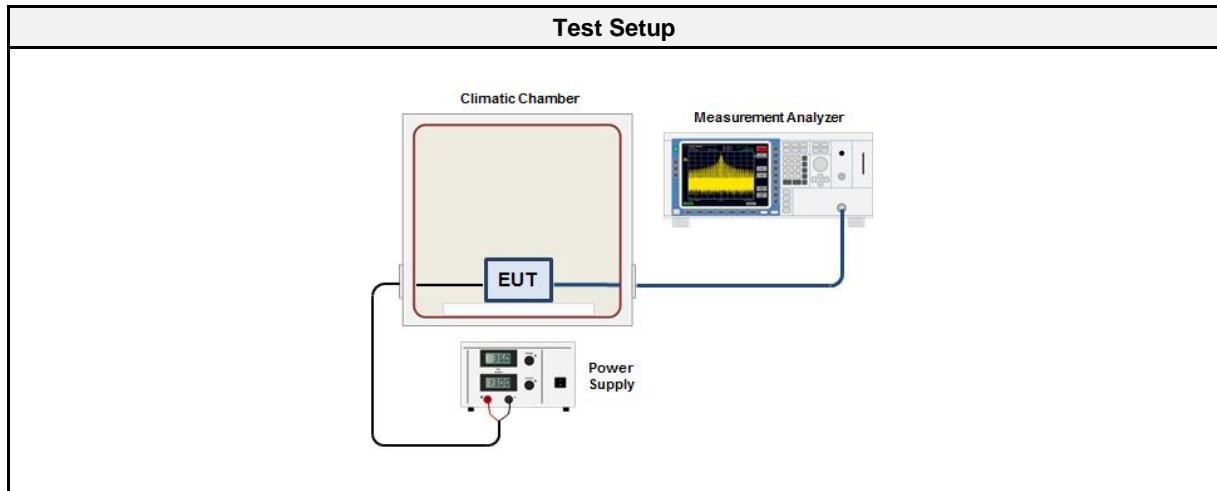 Test Setup
Climatic Chamber
Measurement Analyzer
EUT
Power
Supply